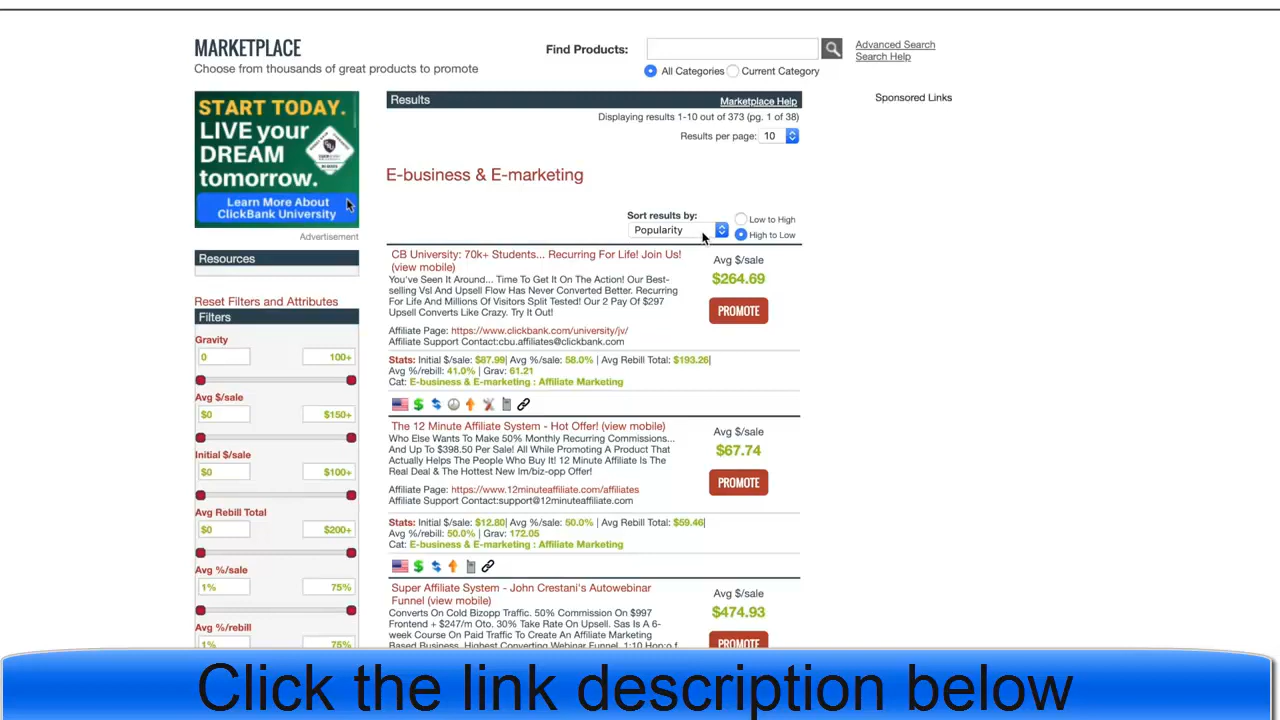 MARKETPLACE
Choose from thousands of great products to promote
Find Products:
Advanced Search
Search Help
All Categories Current Category
START TODAY.
LIVE your
DREAM
tomorrow.
Learn More About
ClickBank University
Advertisement
Resources
Reset Filters and Attributes
Filters
Gravity
0 100+
Avg $/sale
$0 $150+
Initial $/sale
$0 $100+
Avg Rebill Total
$0 $200+
Avg %/sale
1% 75%
Avg %/rebill
1% 75%
Results Marketplace Help
Displaying results 1-10 out of 373 (pg. 1 of 38)
Results per page: 10
E-business & E-marketing
Sort results by:
Popularity
Low to High
High to Low
CB University: 70k+ Students... Recurring For Life! Join Us!
(view mobile)
You've Seen It Around... Time To Get It On The Action! Our Best-
selling Vsl And Upsell Flow Has Never Converted Better. Recurring
For Life And Millions Of Visitors Split Tested! Our 2 Pay Of $297
Upsell Converts Like Crazy. Try It Out!
Affiliate Page: https://www.clickbank.com/university/jv/
Affiliate Support Contact:cbu.affiliates@clickbank.com
Avg $/sale
$264.69
PROMOTE
Stats: Initial $/sale: $87.99| Avg %/sale: 58.0% | Avg Rebill Total: $193.26|
Avg %/rebill: 41.0% | Grav: 61.21
Cat: E-business & E-marketing : Affiliate Marketing
The 12 Minute Affiliate System - Hot Offer! (view mobile)
Who Else Wants To Make 50% Monthly Recurring Commissions...
And Up To $398.50 Per Sale! All While Promoting A Product That
Actually Helps The People Who Buy It! 12 Minute Affiliate Is The
Real Deal & The Hottest New Im/biz-opp Offer!
Affiliate Page: https://www.12minuteaffiliate.com/affiliates
Affiliate Support Contact:support@12minuteaffiliate.com
Avg $/sale
$67.74
PROMOTE
Stats: Initial $/sale: $12.80| Avg %/sale: 50.0% | Avg Rebill Total: $59.46|
Avg %/rebill: 50.0% | Grav: 172.05
Cat: E-business & E-marketing : Affiliate Marketing
Super Affiliate System - John Crestani's Autowebinar
Funnel (view mobile)
Converts On Cold Bizopp Traffic. 50% Commission On $997
Frontend + $247/m Oto. 30% Take Rate On Upsell. Sas Is A 6-
week Course On Paid Traffic To Create An Affiliate Marketing
Based Business. Highest Converting Webinar Funnel. 1:10 Hop:o f
Avg $/sale
$474.93
PROMOTE
Sponsored Links
Click the link description below